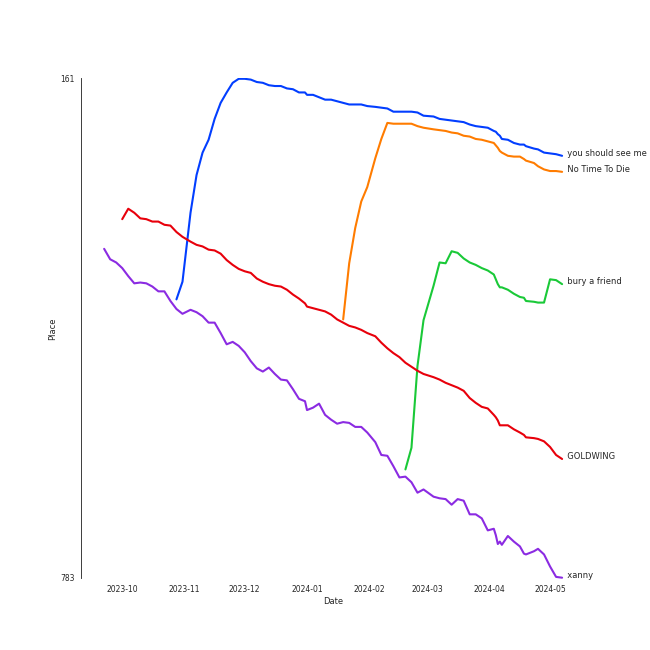 161
you should see me
No Time To Die
bury a friend
Place
GOLDWING
xanny
783
2023-10 2023-11 2023-12 2024-01 2024-02 2024-03 2024-04 2024-05
Date